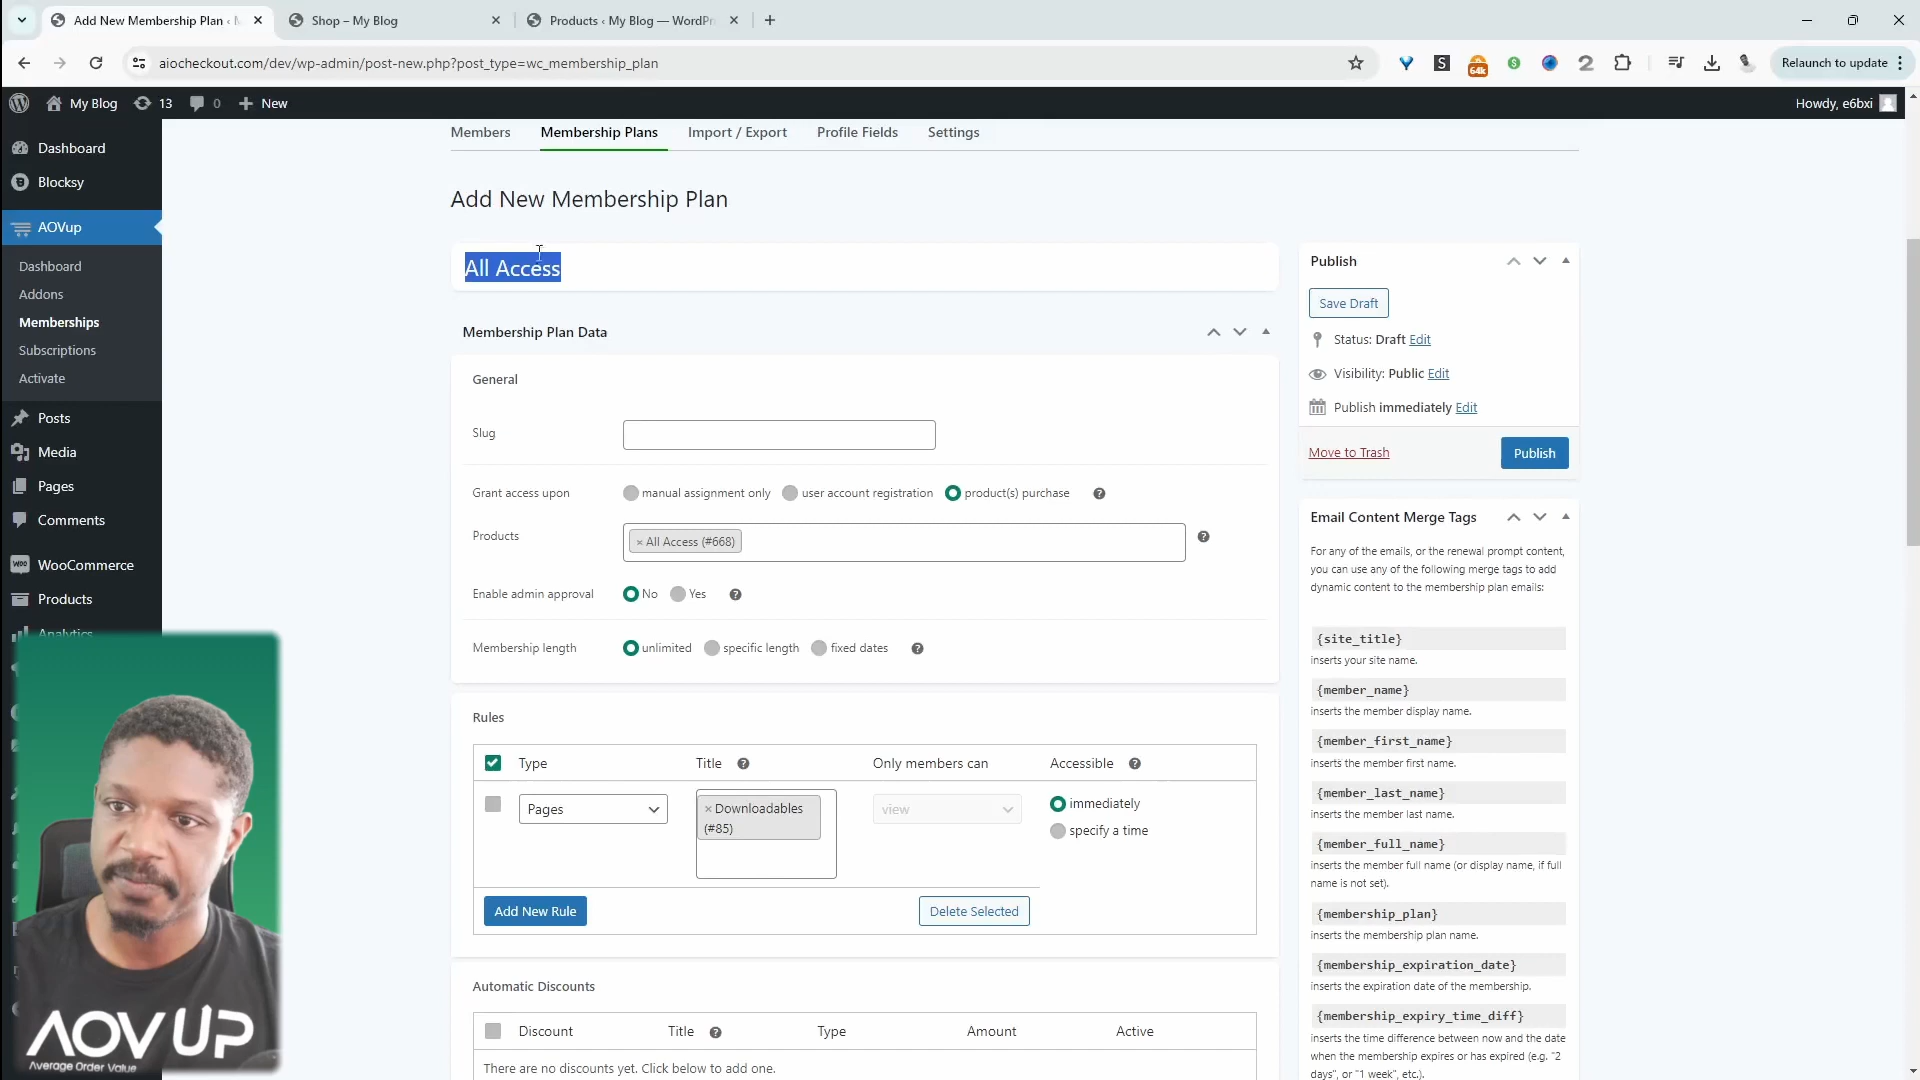 Add New Membership Plan ‹ M
Shop – My Blog
Products ‹ My Blog — WordPr
aiocheckout.com/dev/wp-admin/post-new.php?post_type=wc_membership_plan
S
64k
Relaunch to update
My Blog
13
0
New
Howdy, e6bxi
Dashboard
Blocksy
AOVup
Dashboard
Addons
Memberships
Subscriptions
Activate
Posts
Media
Pages
Comments
WooCommerce
Products
Analytics
Members
Membership Plans
Import / Export
Profile Fields
Settings
Add New Membership Plan
All Access
Membership Plan Data
General
Slug
Grant access upon
manual assignment only
user account registration
product(s) purchase
Products
× All Access (#668)
Enable admin approval
No
Yes
Membership length
unlimited
specific length
fixed dates
Rules
Type
Title
Only members can
Accessible
Pages
× Downloadables
(#85)
view
immediately
specify a time
Add New Rule
Delete Selected
Automatic Discounts
Discount
Title
Type
Amount
Active
There are no discounts yet. Click below to add one.
Publish
Save Draft
Status: Draft Edit
Visibility: Public Edit
Publish immediately Edit
Move to Trash
Publish
Email Content Merge Tags
For any of the emails, or the renewal prompt content,
you can use any of the following merge tags to add
dynamic content to the membership plan emails:
{site_title}
inserts your site name.
{member_name}
inserts the member display name.
{member_first_name}
inserts the member first name.
{member_last_name}
inserts the member last name.
{member_full_name}
inserts the member full name (or display name, if full
name is not set).
{membership_plan}
inserts the membership plan name.
{membership_expiration_date}
inserts the expiration date of the membership.
{membership_expiry_time_diff}
inserts the time difference between now and the date
when the membership expires or has expired (e.g. "2
days", or "1 week", etc.).
AOVUP
Average Order Value